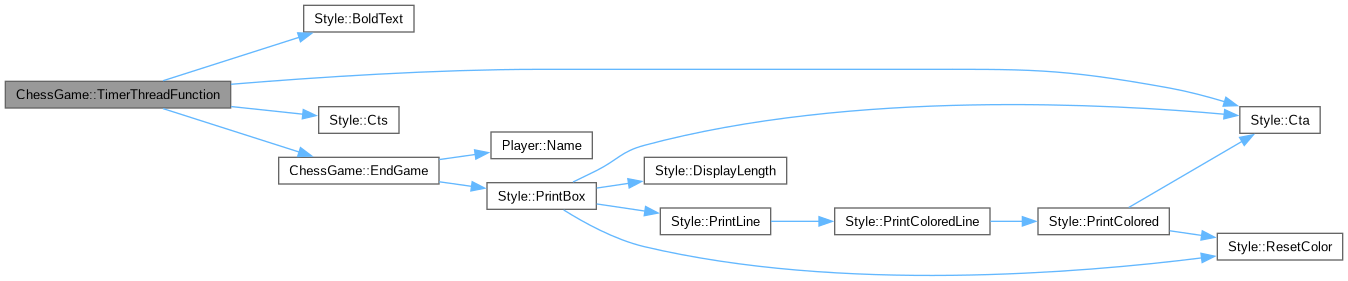 Style::BoldText
ChessGame::TimerThreadFunction
Style::Cts
Style::Cta
Player::Name
ChessGame::EndGame
Style::DisplayLength
Style::PrintBox
Style::PrintLine
Style::PrintColoredLine
Style::PrintColored
Style::ResetColor